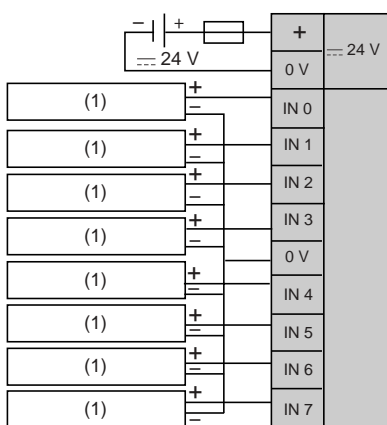 − +
+
⎓ 24 V
⎓ 24 V
0 V
(1) + − IN 0
(1) + − IN 1
(1) + − IN 2
(1) + − IN 3
0 V
(1) + − IN 4
(1) + − IN 5
(1) + − IN 6
(1) + − IN 7